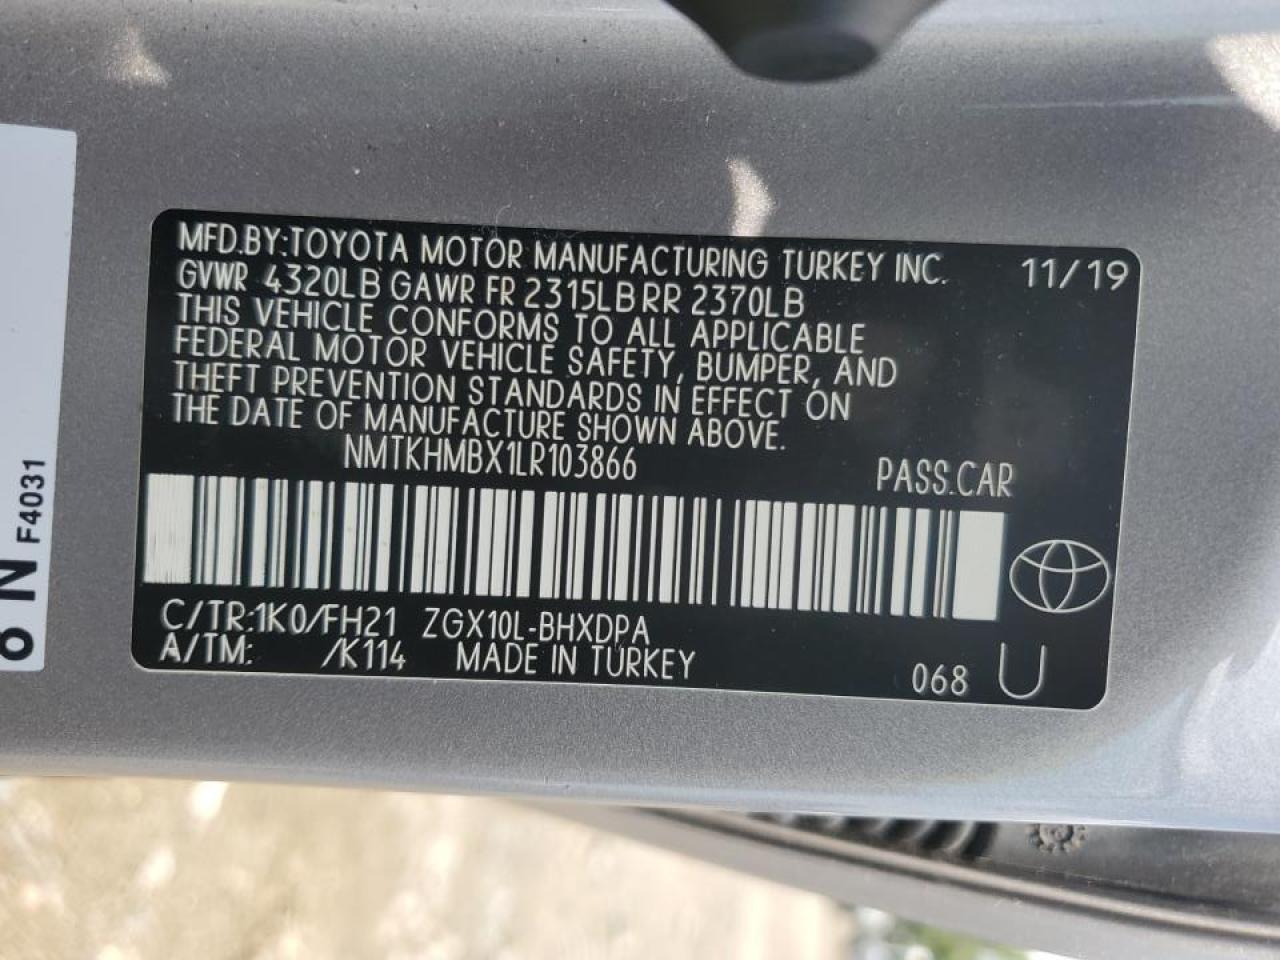 MFD.BY:TOYOTA MOTOR MANUFACTURING TURKEY INC. 11/19
GVWR 4320LB GAWR FR 2315LB RR 2370LB
THIS VEHICLE CONFORMS TO ALL APPLICABLE
FEDERAL MOTOR VEHICLE SAFETY, BUMPER, AND
THEFT PREVENTION STANDARDS IN EFFECT ON
THE DATE OF MANUFACTURE SHOWN ABOVE.
NMTKHMBX1LR103866 PASS.CAR
C/TR:1K0/FH21 ZGX10L-BHXDPA
A/TM: /K114 MADE IN TURKEY
068 U
F4031